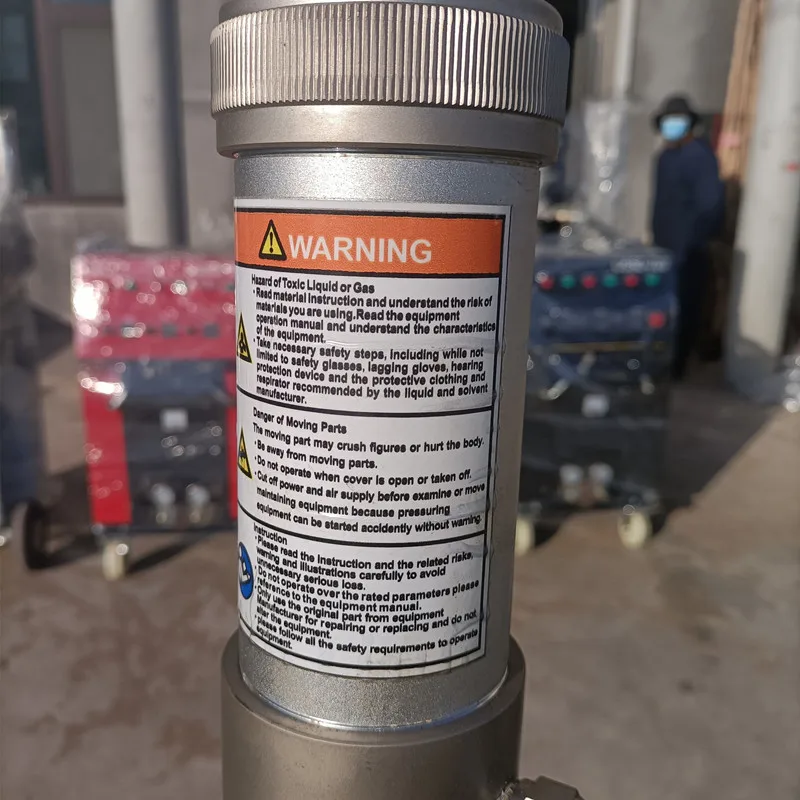 WARNING
Hazard of Toxic Liquid or Gas
· Read material instruction and understand the risk of
materials you are using.Read the equipment
operation manual and understand the characteristics
of the equipment.
· Take necessary safety steps, including while not
limited to safety glasses, lagging gloves, hearing
protection device and the protective clothing and
respirator recommended by the liquid and solvent
manufacturer.
Danger of Moving Parts
The moving part may crush figures or hurt the body.
· Be away from moving parts.
· Do not operate when cover is open or taken off.
· Cut off power and air supply before examine or move
maintaining equipment because pressuring
equipment can be started accidently without warning.
Instruction
· Please read the instruction and the related risks,
warning and illustrations carefully to avoid
unnecessary serious loss.
· Do not operate over the rated parameters please
reference to the equipment manual.
· Only use the original part from equipment
Manufacturer for repairing or replacing and do not
alter the equipment.
· please follow all the safety requirements to operate
equipment.